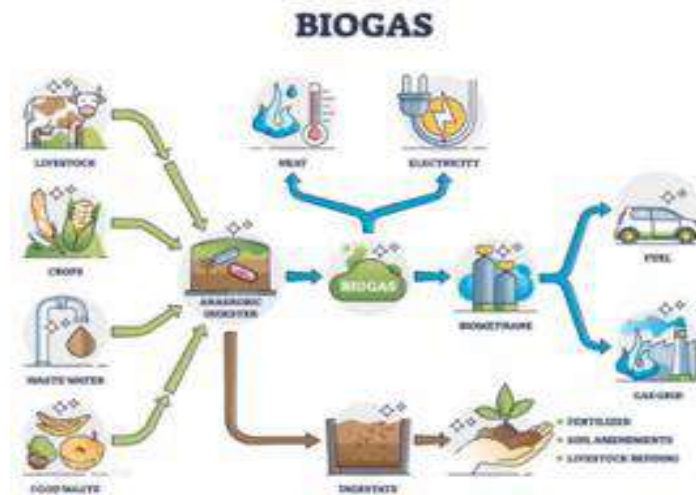 BIOGAS
LIVESTOCK
HEAT
ELECTRICITY
CROPS
FUEL
ANAEROBIC
DIGESTER
BIOGAS
BIOMETHANE
WASTE WATER
GAS GRID
FERTILIZER
SOIL AMENDMENTS
LIVESTOCK BEDDING
FOOD WASTE
DIGESTATE